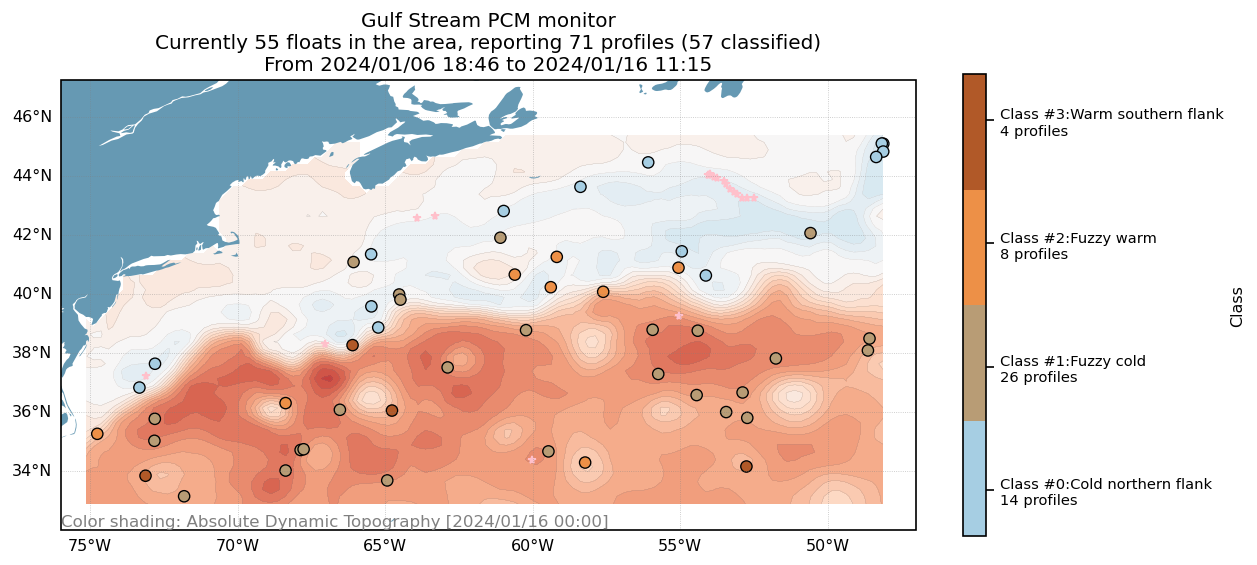 Gulf Stream PCM monitor
Currently 55 floats in the area, reporting 71 profiles (57 classified)
From 2024/01/06 18:46 to 2024/01/16 11:15
46°N
44°N
42°N
40°N
38°N
36°N
34°N
Color shading: Absolute Dynamic Topography [2024/01/16 00:00]
75°W
70°W
65°W
60°W
55°W
50°W
Class #3:Warm southern flank
4 profiles
Class #2:Fuzzy warm
8 profiles
Class #1:Fuzzy cold
26 profiles
Class #0:Cold northern flank
14 profiles
Class